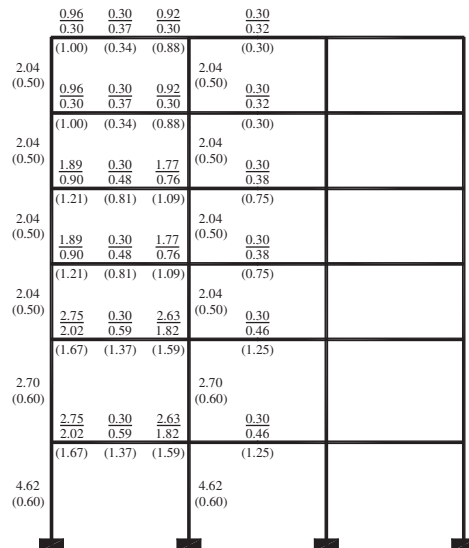 0.96 0.30 0.92 0.30
0.30 0.37 0.30 0.32
(1.00) (0.34) (0.88) (0.30)
2.04 2.04
(0.50) (0.50)
0.96 0.30 0.92 0.30
0.30 0.37 0.30 0.32
(1.00) (0.34) (0.88) (0.30)
2.04 2.04
(0.50) (0.50)
1.89 0.30 1.77 0.30
0.90 0.48 0.76 0.38
(1.21) (0.81) (1.09) (0.75)
2.04 2.04
(0.50) (0.50)
1.89 0.30 1.77 0.30
0.90 0.48 0.76 0.38
(1.21) (0.81) (1.09) (0.75)
2.04 2.04
(0.50) (0.50)
2.75 0.30 2.63 0.30
2.02 0.59 1.82 0.46
(1.67) (1.37) (1.59) (1.25)
2.70 2.70
(0.60) (0.60)
2.75 0.30 2.63 0.30
2.02 0.59 1.82 0.46
(1.67) (1.37) (1.59) (1.25)
4.62 4.62
(0.60) (0.60)